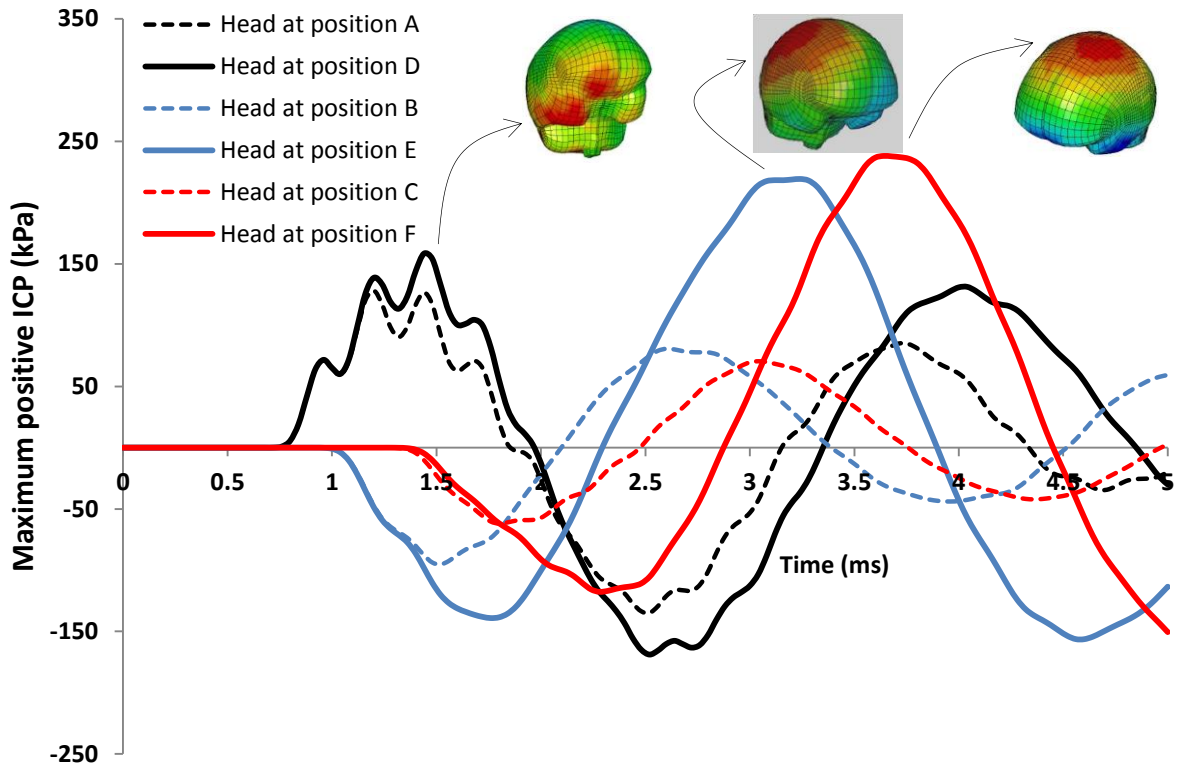 350
250
150
50
-50
-150
-250
Maximum positive ICP (kPa)
Head at position A
Head at position D
Head at position B
Head at position E
Head at position C
Head at position F
0 0.5 1 1.5 2 2.5 3 3.5 4 4.5 5
Time (ms)